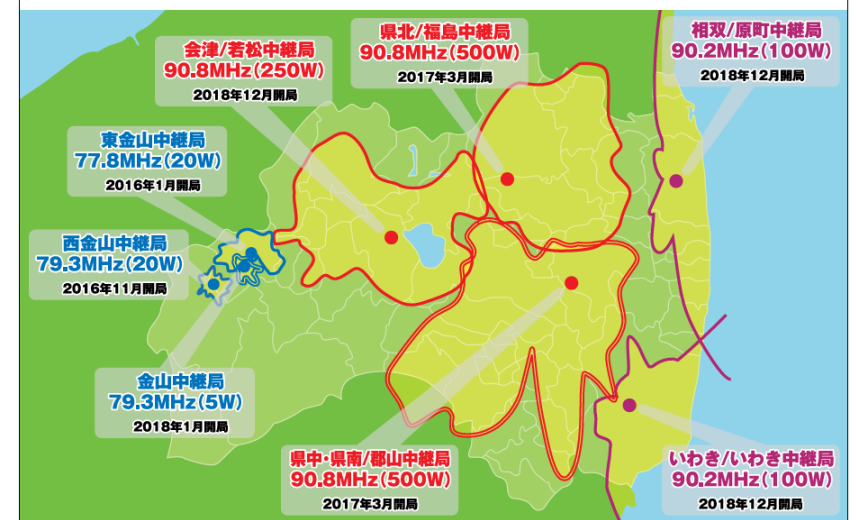 会津/若松中継局
90.8MHz(250W)
2018年12月開局
県北/福島中継局
90.8MHz(500W)
2017年3月開局
相双/原町中継局
90.2MHz(100W)
2018年12月開局
東金山中継局
77.8MHz(20W)
2016年1月開局
西金山中継局
79.3MHz(20W)
2016年11月開局
金山中継局
79.3MHz(5W)
2018年1月開局
県中・県南/郡山中継局
90.8MHz(500W)
2017年3月開局
いわき/いわき中継局
90.2MHz(100W)
2018年12月開局